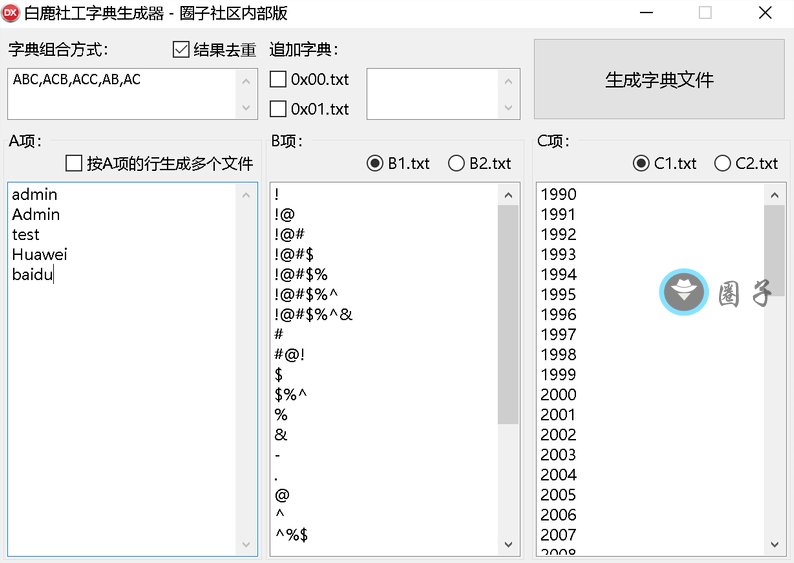 白鹿社工字典生成器 - 圈子社区内部版
字典组合方式： 结果去重 追加字典：
ABC,ACB,ACC,AB,AC
0x00.txt
0x01.txt
生成字典文件
A项：
按A项的行生成多个文件
admin
Admin
test
Huawei
baidu
B项：
B1.txt B2.txt
!
!@
!@#
!@#$
!@#$%
!@#$%^
!@#$%^&
#
#@!
$
$%^
%
&
-
.
@
^
^%$
C项：
C1.txt C2.txt
1990
1991
1992
1993
1994
1995
1996
1997
1998
1999
2000
2001
2002
2003
2004
2005
2006
2007
2008
圈子